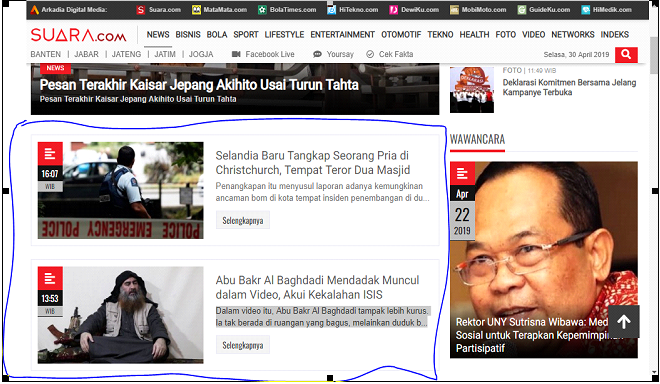 Arkadia Digital Media:
Suara.com
MataMata.com
BolaTimes.com
HiTekno.com
DewiKu.com
MobiMoto.com
GuideKu.com
HiMedik.com
SUARA.COM
NEWS BISNIS BOLA SPORT LIFESTYLE ENTERTAINMENT OTOMOTIF TEKNO HEALTH FOTO VIDEO NETWORKS INDEKS
BANTEN | JABAR | JATENG | JATIM | JOGJA
Facebook Live
Yoursay
Cek Fakta
Selasa, 30 April 2019
NEWS
Pesan Terakhir Kaisar Jepang Akihito Usai Turun Tahta
Pesan Terakhir Kaisar Jepang Akihito Usai Turun Tahta
FOTO | 11:49 WIB
Deklarasi Komitmen Bersama Jelang
Kampanye Terbuka
16:07
WIB
POLICE EMERGENCY POLICE
Selandia Baru Tangkap Seorang Pria di
Christchurch, Tempat Teror Dua Masjid
Penangkapan itu menyusul laporan adanya kemungkinan
ancaman bom di kota tempat insiden penembangan di du...
Selengkapnya
13:53
WIB
Abu Bakr Al Baghdadi Mendadak Muncul
dalam Video, Akui Kekalahan ISIS
Dalam video itu, Abu Bakr Al Baghdadi tampak lebih kurus.
Ia tak berada di ruangan yang bagus, melainkan duduk b...
Selengkapnya
WAWANCARA
Apr
22
2019
Rektor UNY Sutrisna Wibawa: Med
Sosial untuk Terapkan Kepemimpin
Partisipatif